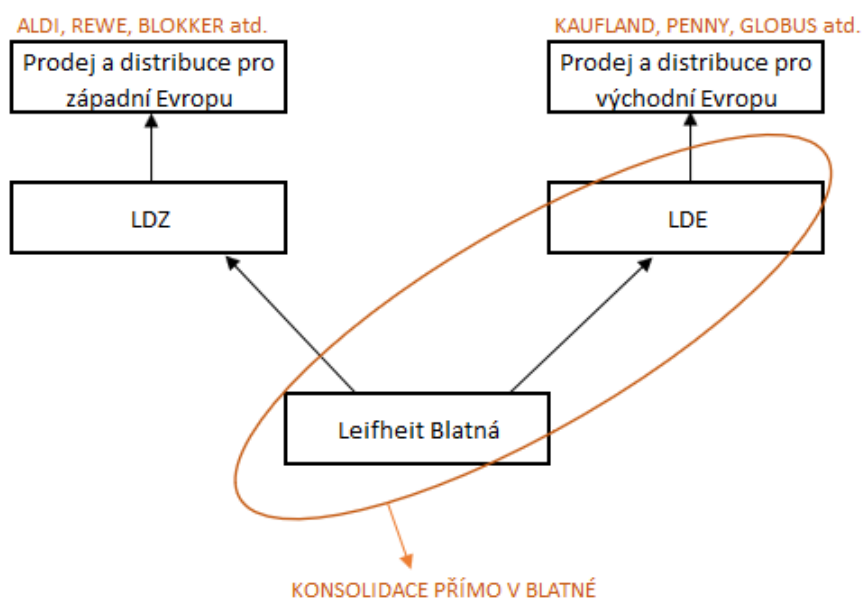 ALDI, REWE, BLOKKER atd.
KAUFLAND, PENNY, GLOBUS atd.
Prodej a distribuce pro
západní Evropu
Prodej a distribuce pro
východní Evropu
LDZ
LDE
Leifheit Blatná
KONSOLIDACE PŘÍMO V BLATNÉ